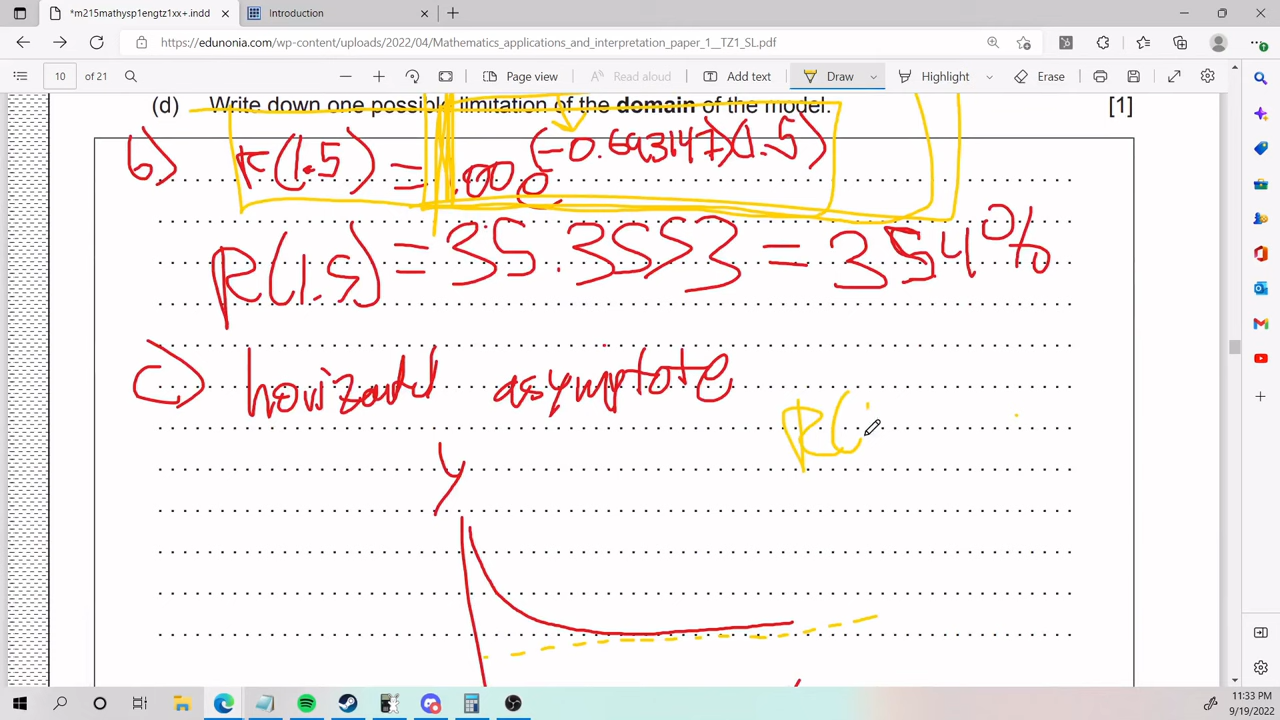 *m215mathysp1engtz1xx+.indd
Introduction
https://edunonia.com/wp-content/uploads/2022/04/Mathematics_applications_and_interpretation_paper_1__TZ1_SL.pdf
10 of 21 Page view Read aloud Add text Draw Highlight Erase
(d) Write down one possible limitation of the domain of the model. [1]
b) R(1.5) = .00e (-0.693147)(1.5)
R(1.5) = 35.3553 = 35.4%
c) horizontal asymptote
R(
y
11:33 PM
9/19/2022